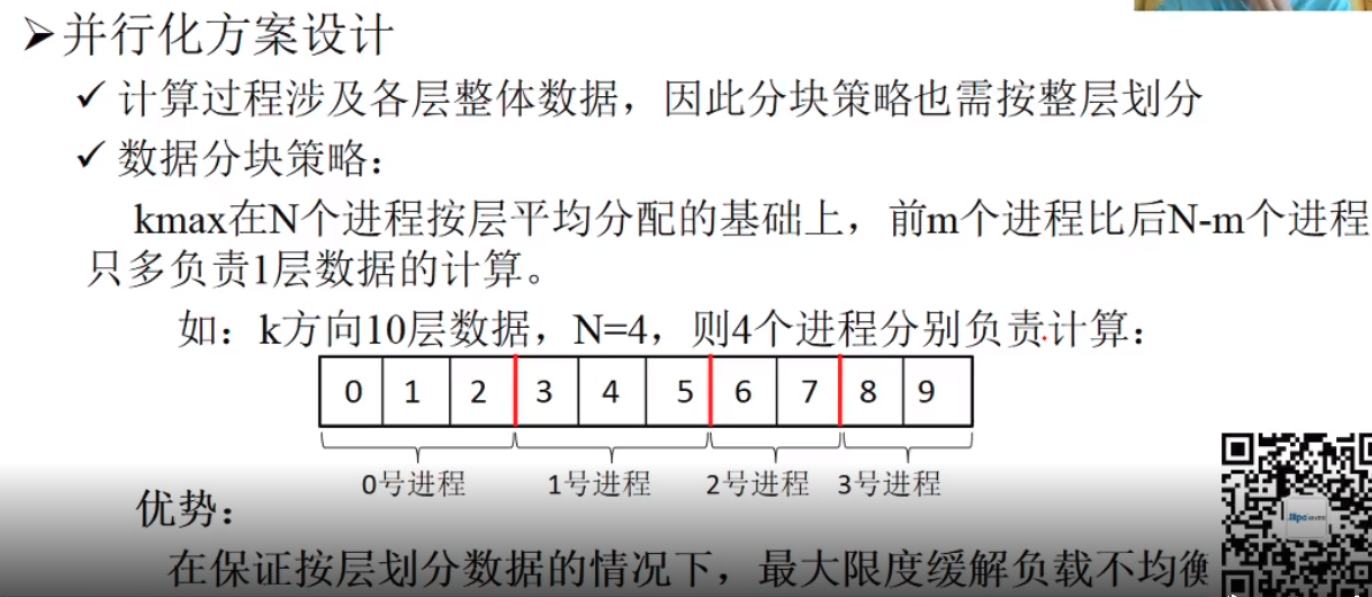 并行化方案设计
计算过程涉及各层整体数据，因此分块策略也需按整层划分
数据分块策略：
kmax在N个进程按层平均分配的基础上，前m个进程比后N-m个进程
只多负责1层数据的计算。
如：k方向10层数据，N=4，则4个进程分别负责计算：
0 1 2 3 4 5 6 7 8 9
0号进程 1号进程 2号进程 3号进程
优势：
在保证按层划分数据的情况下，最大限度缓解负载不均衡